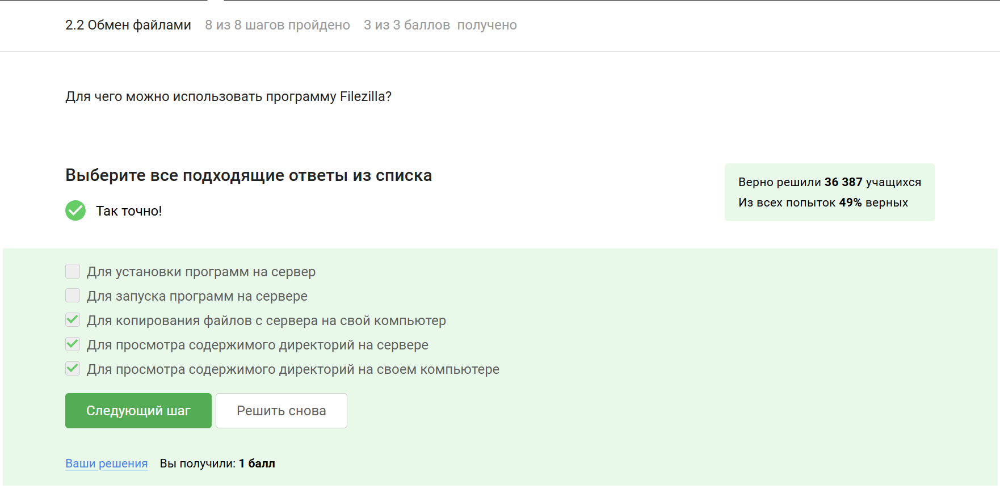 2.2 Обмен файлами 8 из 8 шагов пройдено 3 из 3 баллов получено
Для чего можно использовать программу Filezilla?
Выберите все подходящие ответы из списка
Так точно!
Верно решили 36 387 учащихся
Из всех попыток 49% верных
Для установки программ на сервер
Для запуска программ на сервере
Для копирования файлов с сервера на свой компьютер
Для просмотра содержимого директорий на сервере
Для просмотра содержимого директорий на своем компьютере
Следующий шаг
Решить снова
Ваши решения Вы получили: 1 балл